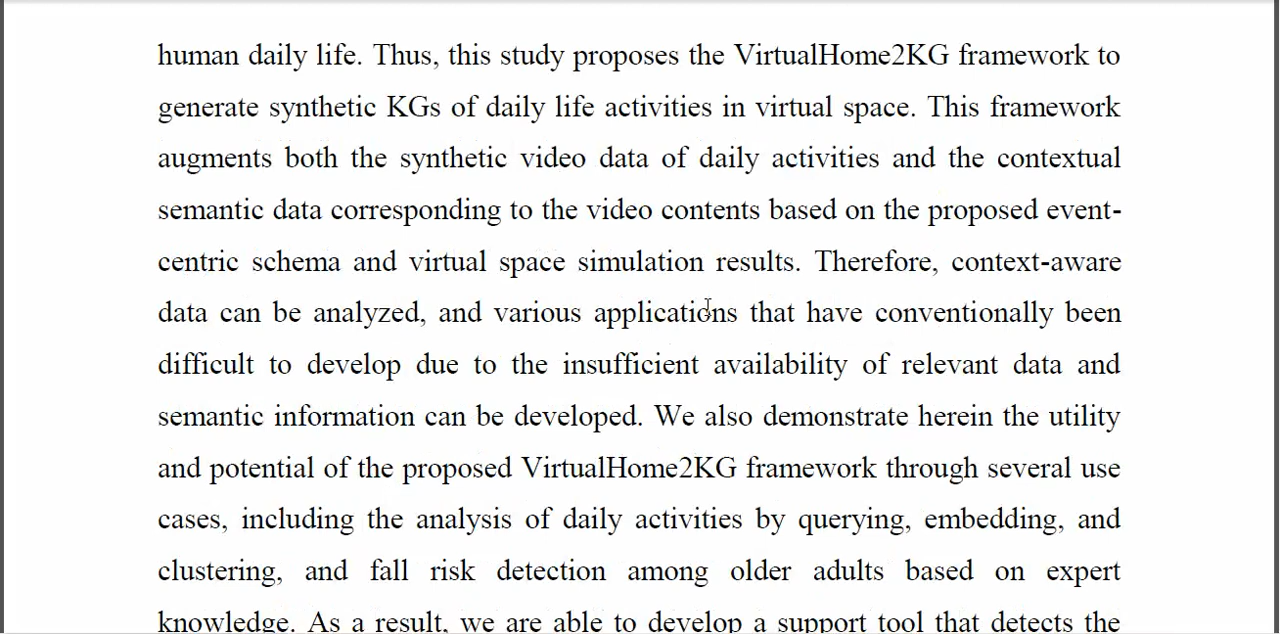 human daily life. Thus, this study proposes the VirtualHome2KG framework to
generate synthetic KGs of daily life activities in virtual space. This framework
augments both the synthetic video data of daily activities and the contextual
semantic data corresponding to the video contents based on the proposed event-
centric schema and virtual space simulation results. Therefore, context-aware
data can be analyzed, and various applications that have conventionally been
difficult to develop due to the insufficient availability of relevant data and
semantic information can be developed. We also demonstrate herein the utility
and potential of the proposed VirtualHome2KG framework through several use
cases, including the analysis of daily activities by querying, embedding, and
clustering, and fall risk detection among older adults based on expert
knowledge. As a result, we are able to develop a support tool that detects the